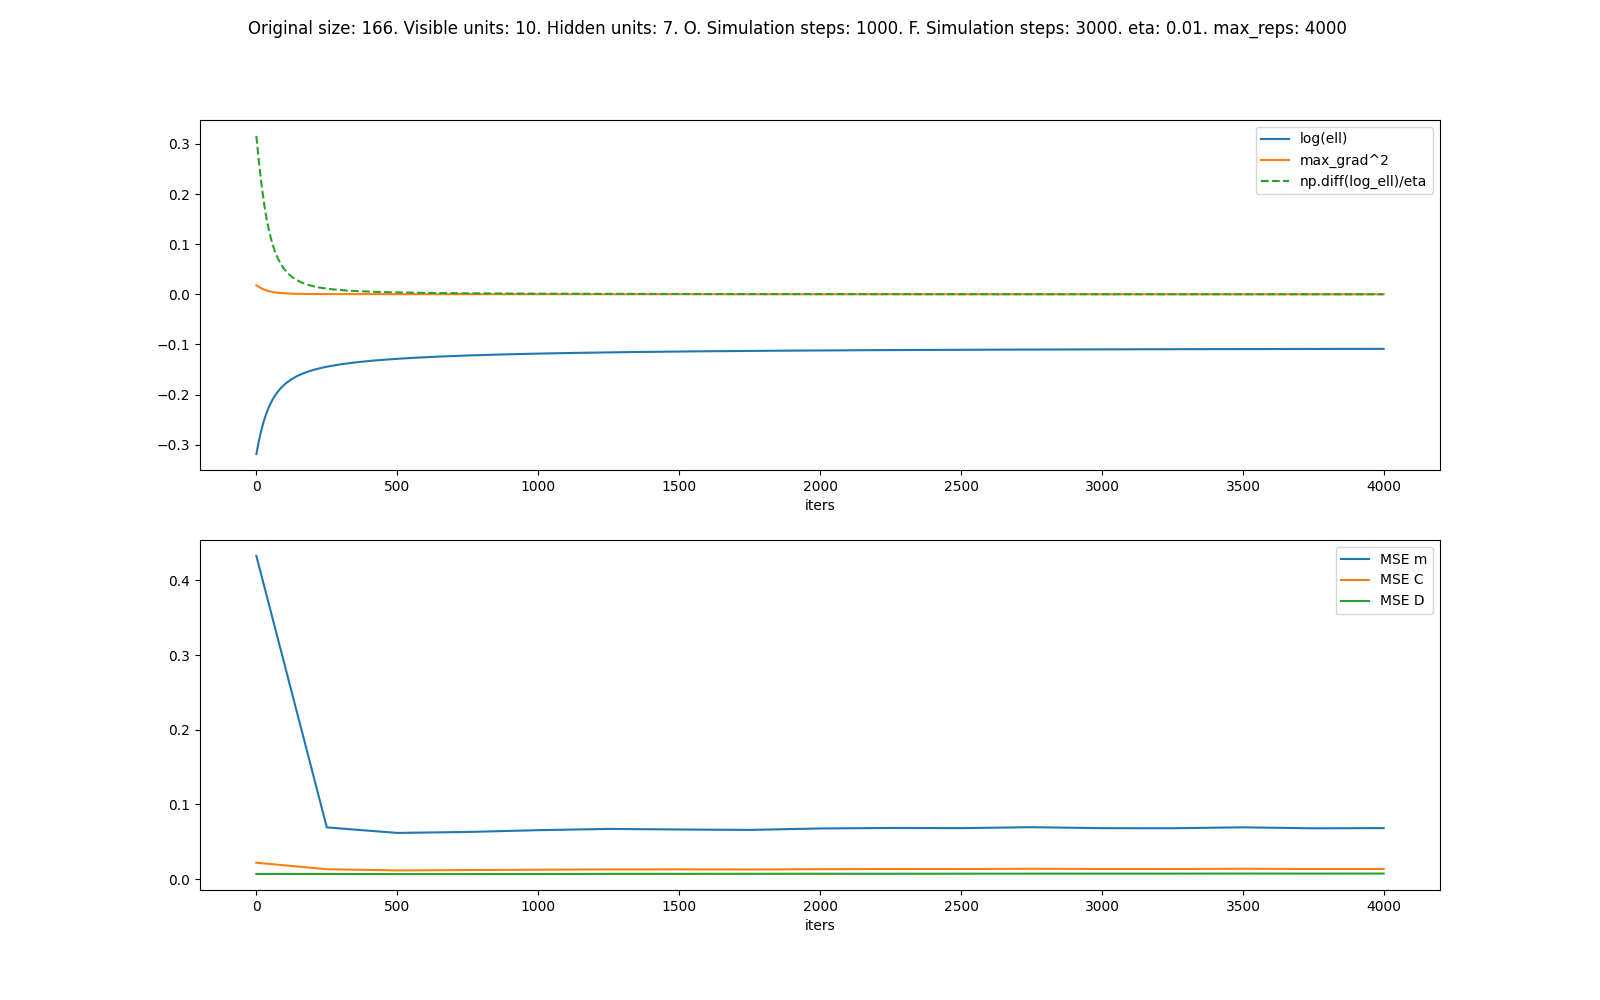 Original size: 166. Visible units: 10. Hidden units: 7. O. Simulation steps: 1000. F. Simulation steps: 3000. eta: 0.01. max_reps: 4000
log(ell)
max_grad^2
np.diff(log_ell)/eta
0.3
0.2
0.1
0.0
−0.1
−0.2
−0.3
0 500 1000 1500 2000 2500 3000 3500 4000
iters
MSE m
MSE C
MSE D
0.4
0.3
0.2
0.1
0.0
0 500 1000 1500 2000 2500 3000 3500 4000
iters